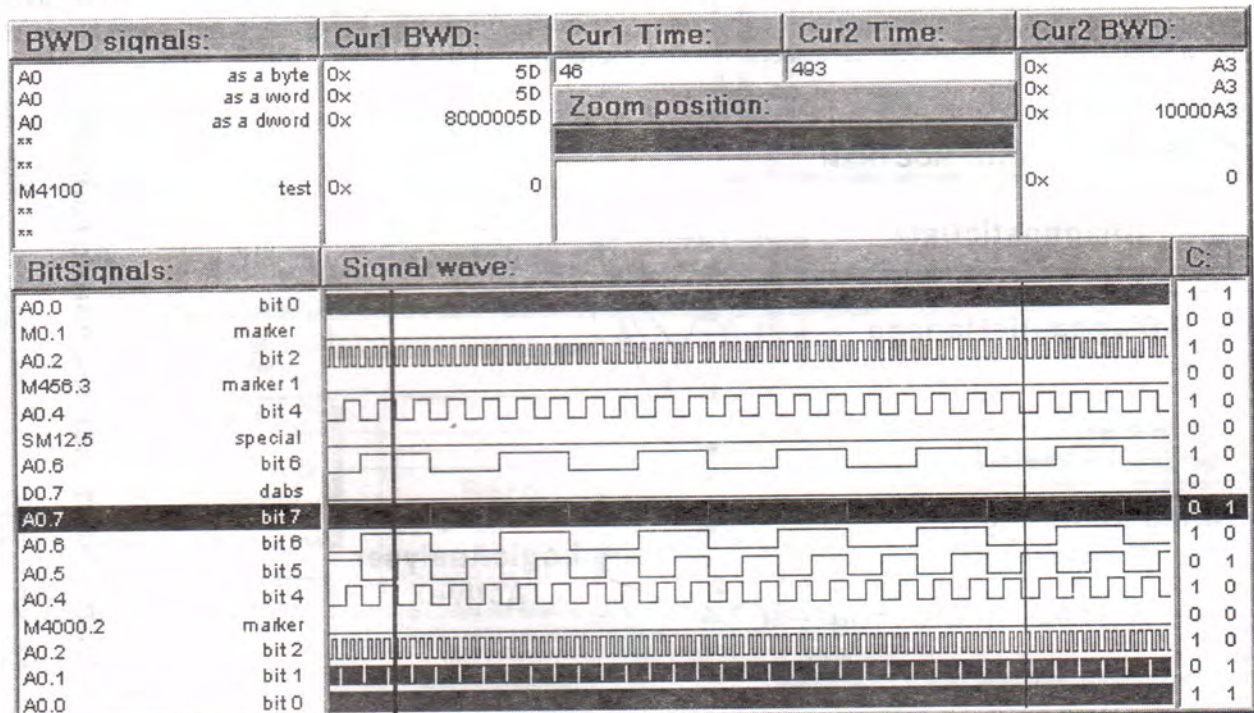 BWD signals: Cur1 BWD: Cur1 Time: Cur2 Time: Cur2 BWD:
A0 as a byte 0x 5D 46 493 0x A3
A0 as a word 0x 5D 0x A3
A0 as a dword 0x 8000005D Zoom position: 0x 10000A3
**
**
M4100 test 0x 0 0x 0
**
**
BitSignals: Signal wave: C:
A0.0 bit 0 1 1
M0.1 marker 0 0
A0.2 bit 2 1 0
M456.3 marker 1 0 0
A0.4 bit 4 1 0
SM12.5 special 0 0
A0.6 bit 6 1 0
D0.7 dabs 0 0
A0.7 bit 7 0 1
A0.6 bit 6 1 0
A0.5 bit 5 0 1
A0.4 bit 4 1 0
M4000.2 marker 0 0
A0.2 bit 2 1 0
A0.1 bit 1 0 1
A0.0 bit 0 1 1